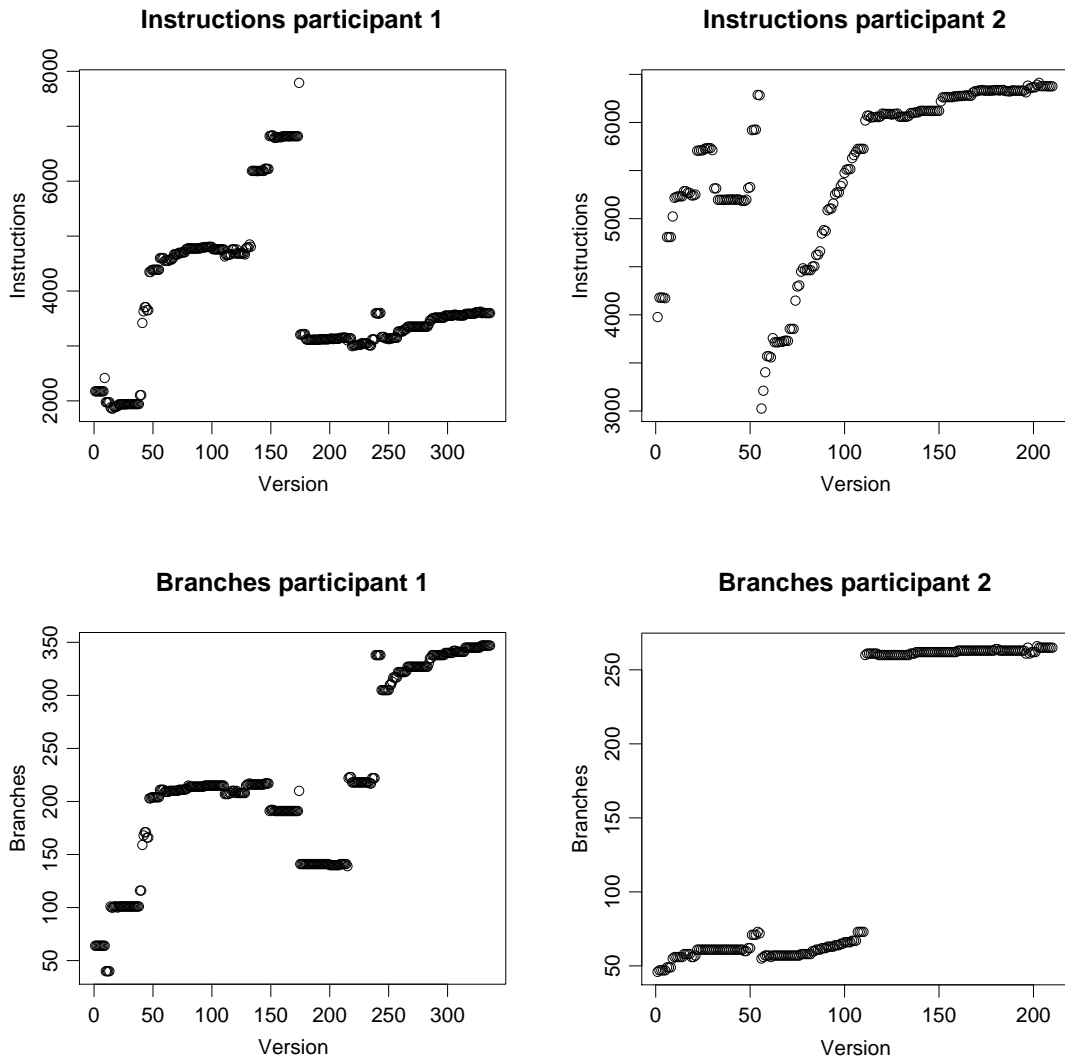 Instructions participant 1
Instructions
8000
6000
4000
2000
0 50 100 150 200 250 300
Version
Instructions participant 2
Instructions
6000
5000
4000
3000
0 50 100 150 200
Version
Branches participant 1
Branches
350
300
250
200
150
100
50
0 50 100 150 200 250 300
Version
Branches participant 2
Branches
250
200
150
100
50
0 50 100 150 200
Version